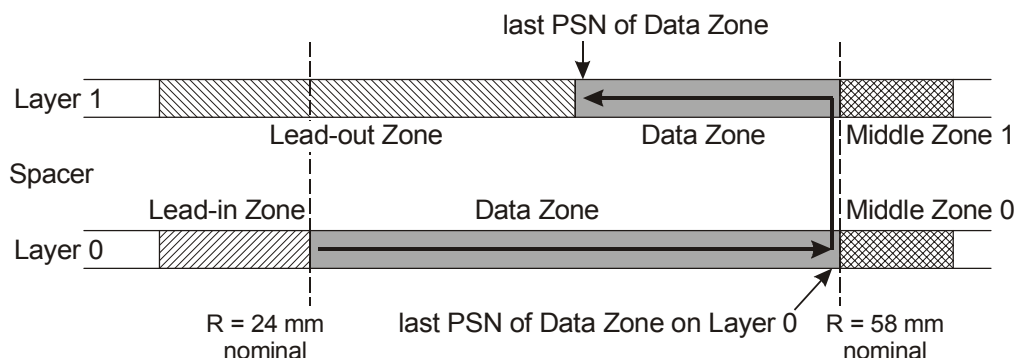 last PSN of Data Zone
Layer 1
Lead-out Zone
Data Zone
Middle Zone 1
Spacer
Lead-in Zone
Data Zone
Middle Zone 0
Layer 0
R = 24 mm
nominal
last PSN of Data Zone on Layer 0
R = 58 mm
nominal